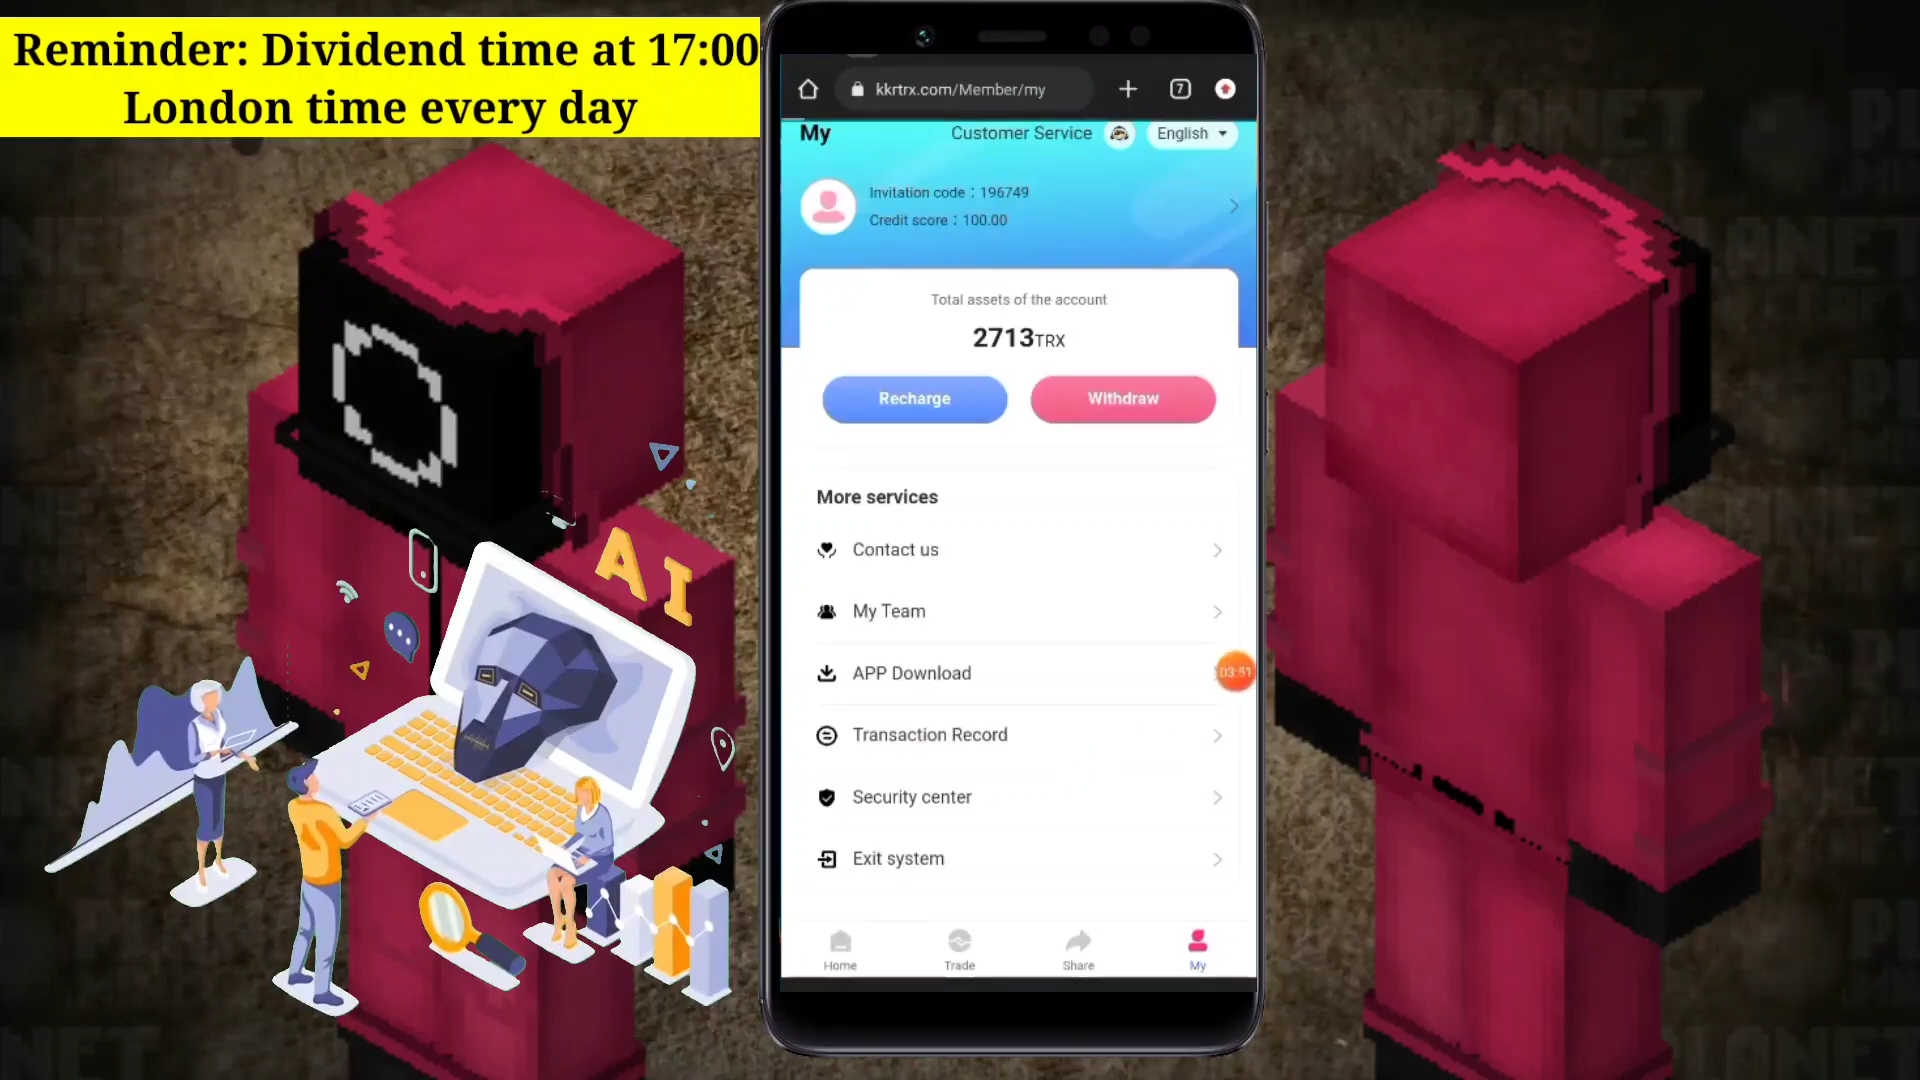 Reminder: Dividend time at 17:00
London time every day
kkrtrx.com/Member/my
7
My
Customer Service
English
Invitation code：196749
Credit score：100.00
Total assets of the account
2713TRX
Recharge
Withdraw
More services
Contact us
My Team
APP Download
03:51
Transaction Record
Security center
Exit system
Home
Trade
Share
My
AI